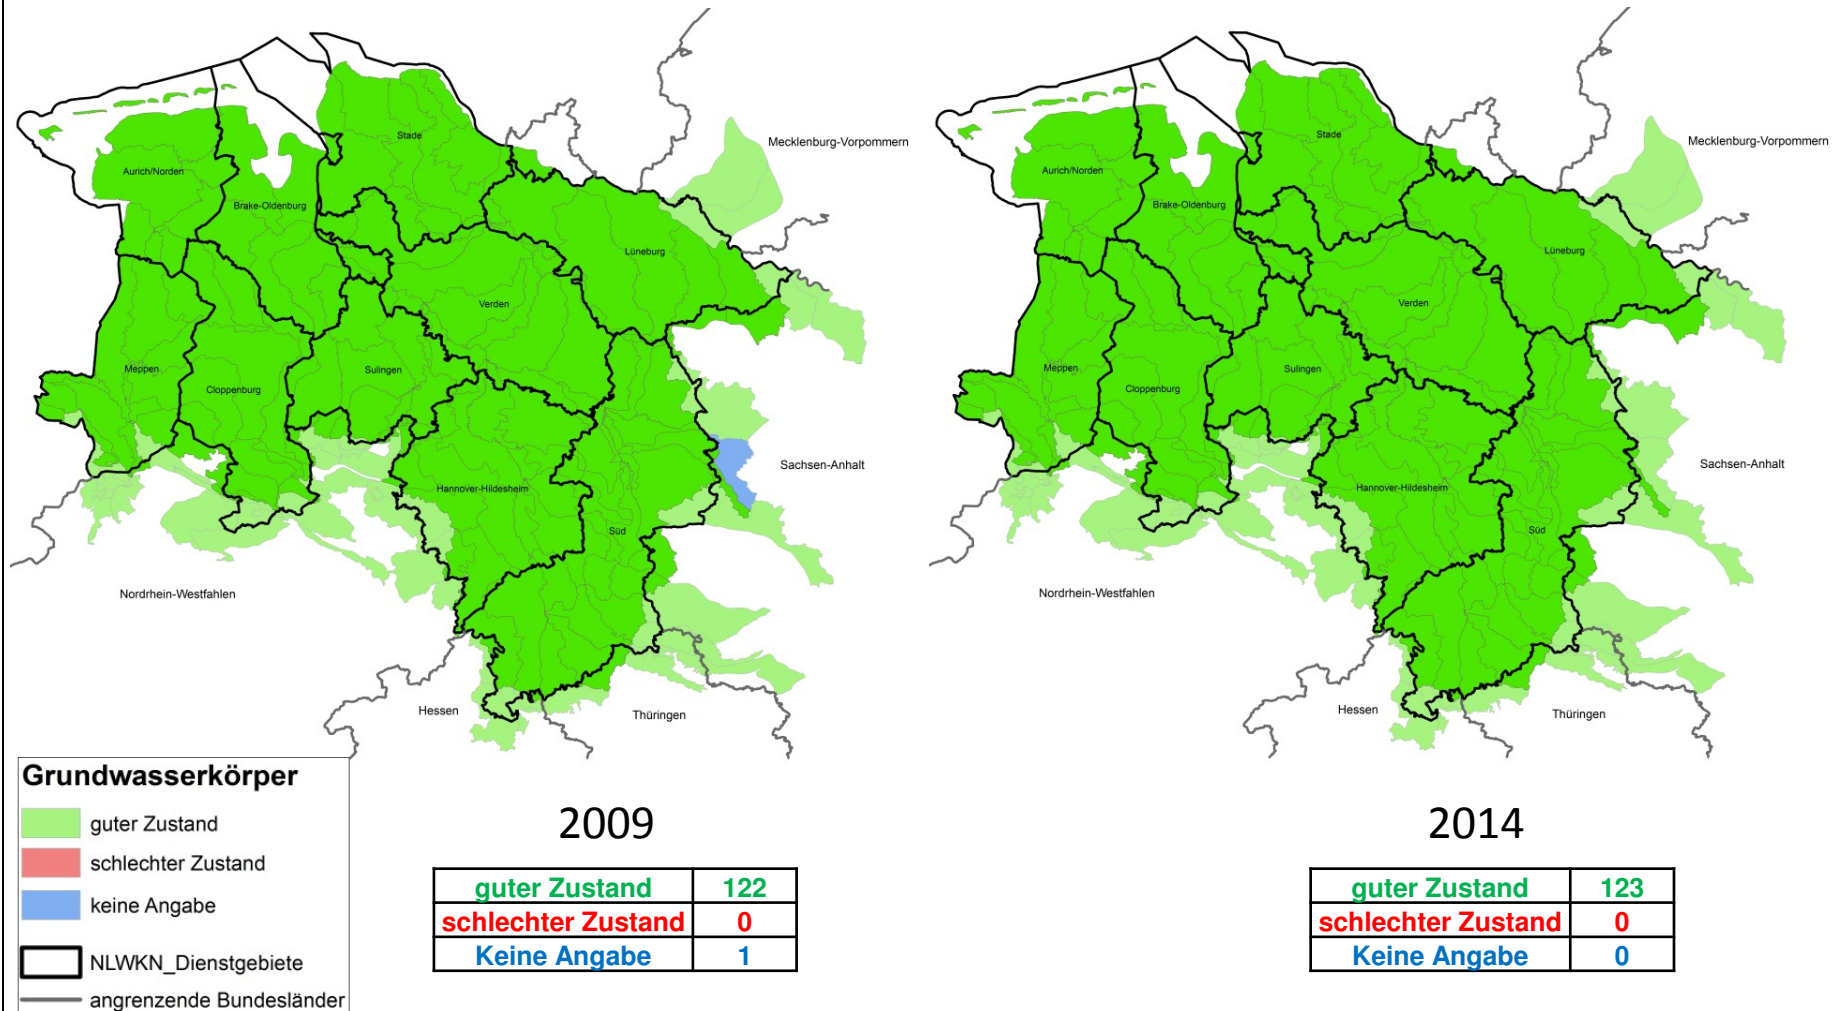 Mecklenburg-Vorpommern
Stade
Aurich/Norden
Brake-Oldenburg
Lüneburg
Verden
Meppen
Sulingen
Cloppenburg
Sachsen-Anhalt
Hannover-Hildesheim
Süd
Nordrhein-Westfahlen
Hessen
Thüringen
Mecklenburg-Vorpommern
Stade
Aurich/Norden
Brake-Oldenburg
Lüneburg
Verden
Meppen
Sulingen
Cloppenburg
Sachsen-Anhalt
Hannover-Hildesheim
Süd
Nordrhein-Westfahlen
Hessen
Thüringen
Grundwasserkörper
guter Zustand
schlechter Zustand
keine Angabe
NLWKN_Dienstgebiete
angrenzende Bundesländer
2009
guter Zustand 122
schlechter Zustand 0
Keine Angabe 1
2014
guter Zustand 123
schlechter Zustand 0
Keine Angabe 0